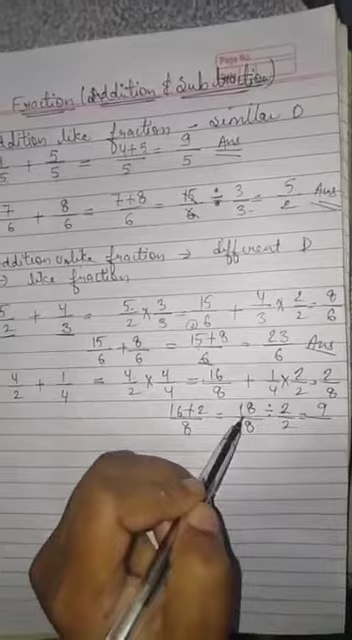 Page No.
Fraction (Addition & Subtraction)
ddition like fraction - similar D
4/5 + 5/5 = 4+5/5 = 9/5 Ans
7/6 + 8/6 = 7+8/6 = 15/6 ÷ 3/3 = 5/2 Ans
ddition unlike fraction → different D
→ like fraction
5/2 + 4/3 = 5/2 × 3/3 = 15/6 + 4/3 × 2/2 = 8/6
15/6 + 8/6 = 15+8/6 = 23/6 Ans
4/2 + 1/4 = 4/2 × 4/4 = 16/8 + 1/4 × 2/2 = 2/8
16+2/8 = 18/8 ÷ 2/2 = 9